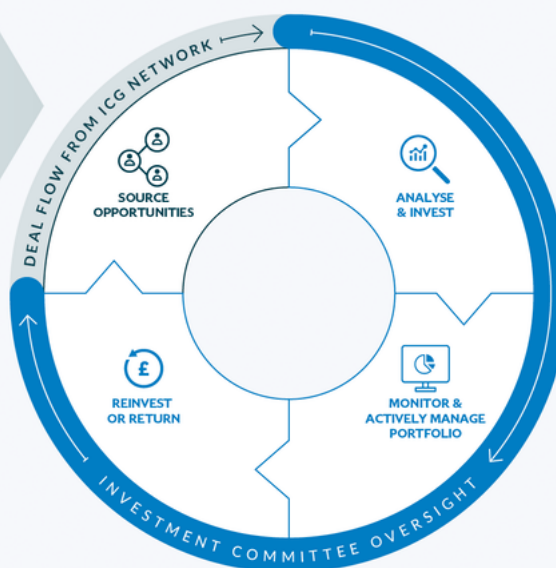 DEAL FLOW FROM ICG NETWORK
SOURCE
OPPORTUNITIES
ANALYSE
& INVEST
MONITOR &
ACTIVELY MANAGE
PORTFOLIO
£
REINVEST
OR RETURN
INVESTMENT COMMITTEE OVERSIGHT